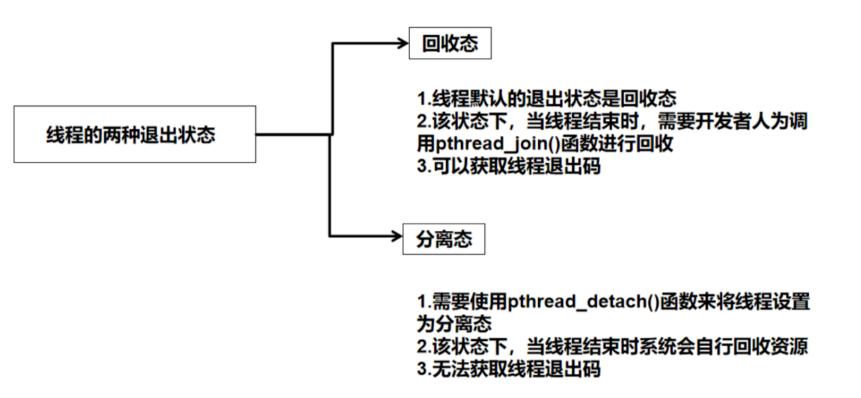 线程的两种退出状态
回收态
1.线程默认的退出状态是回收态
2.该状态下，当线程结束时，需要开发者人为调
用pthread_join()函数进行回收
3.可以获取线程退出码
分离态
1.需要使用pthread_detach()函数来将线程设置
为分离态
2.该状态下，当线程结束时系统会自行回收资源
3.无法获取线程退出码